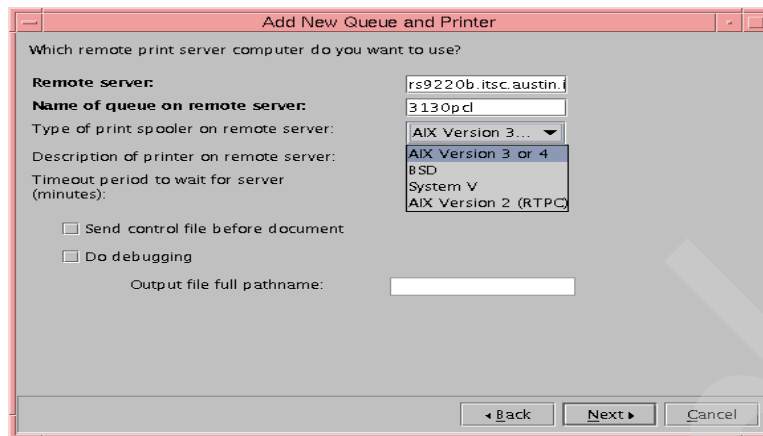 Add New Queue and Printer
Which remote print server computer do you want to use?
Remote server:
rs9220b.itsc.austin.i
Name of queue on remote server:
3130pcl
Type of print spooler on remote server:
AIX Version 3...
Description of printer on remote server:
AIX Version 3 or 4
BSD
System V
AIX Version 2 (RTPC)
Timeout period to wait for server
(minutes):
Send control file before document
Do debugging
Output file full pathname:
Back
Next
Cancel